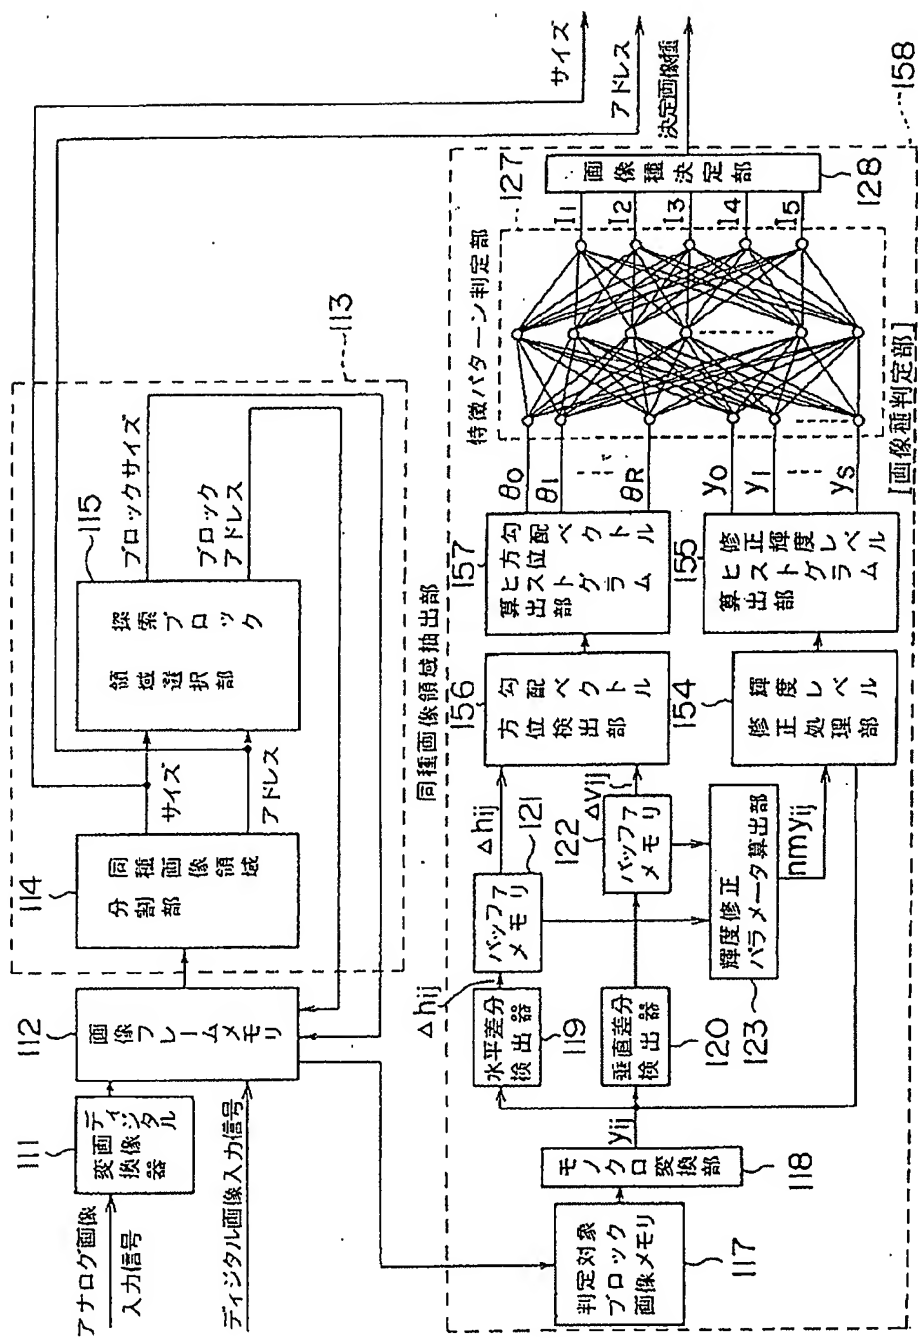 アナログ画像
入力信号
111
ディジタル
画像
変換器
ディジタル画像入力信号
112
画像
フレームメモリ
114
同種画像領域
分割部
サイズ
アドレス
115
探索ブロック
領域選択部
ブロックサイズ
ブロック
アドレス
113
同種画像領域抽出部
サイズ
アドレス
決定画像種
117
判定対象
ブロック
画像メモリ
118
モノクロ変換部
yij
水平差分
検出器
119
Δhij
垂直差分
検出器
120
バッファ
メモリ
121
Δhij
122
バッファ
メモリ
Δvij
123
輝度修正
パラメータ算出部
nmyij
156
勾配ベクトル
方位検出部
154
輝度レベル
修正処理部
157
勾配ベクトル
方位ヒストグラム
算出部
155
修正輝度レベル
ヒストグラム
算出部
θ0
θ1
θR
y0
y1
yS
特徴パターン判定部
127
I1
I2
I3
I4
I5
画像種決定部
128
[画像種判定部]
158